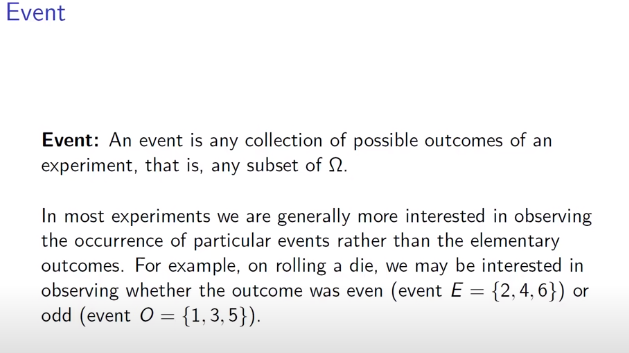 Event
Event: An event is any collection of possible outcomes of an
experiment, that is, any subset of Ω.
In most experiments we are generally more interested in observing
the occurrence of particular events rather than the elementary
outcomes. For example, on rolling a die, we may be interested in
observing whether the outcome was even (event E = {2, 4, 6}) or
odd (event O = {1, 3, 5}).